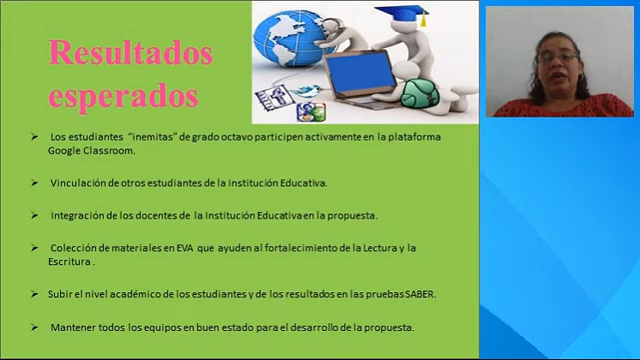 Resultados
esperados
Los estudiantes "inemitas" de grado octavo participen activamente en la plataforma
Google Classroom.
Vinculación de otros estudiantes de la Institución Educativa.
Integración de los docentes de la Institución Educativa en la propuesta.
Colección de materiales en EVA que ayuden al fortalecimiento de la Lectura y la
Escritura .
Subir el nivel académico de los estudiantes y de los resultados en las pruebas SABER.
Mantener todos los equipos en buen estado para el desarrollo de la propuesta.